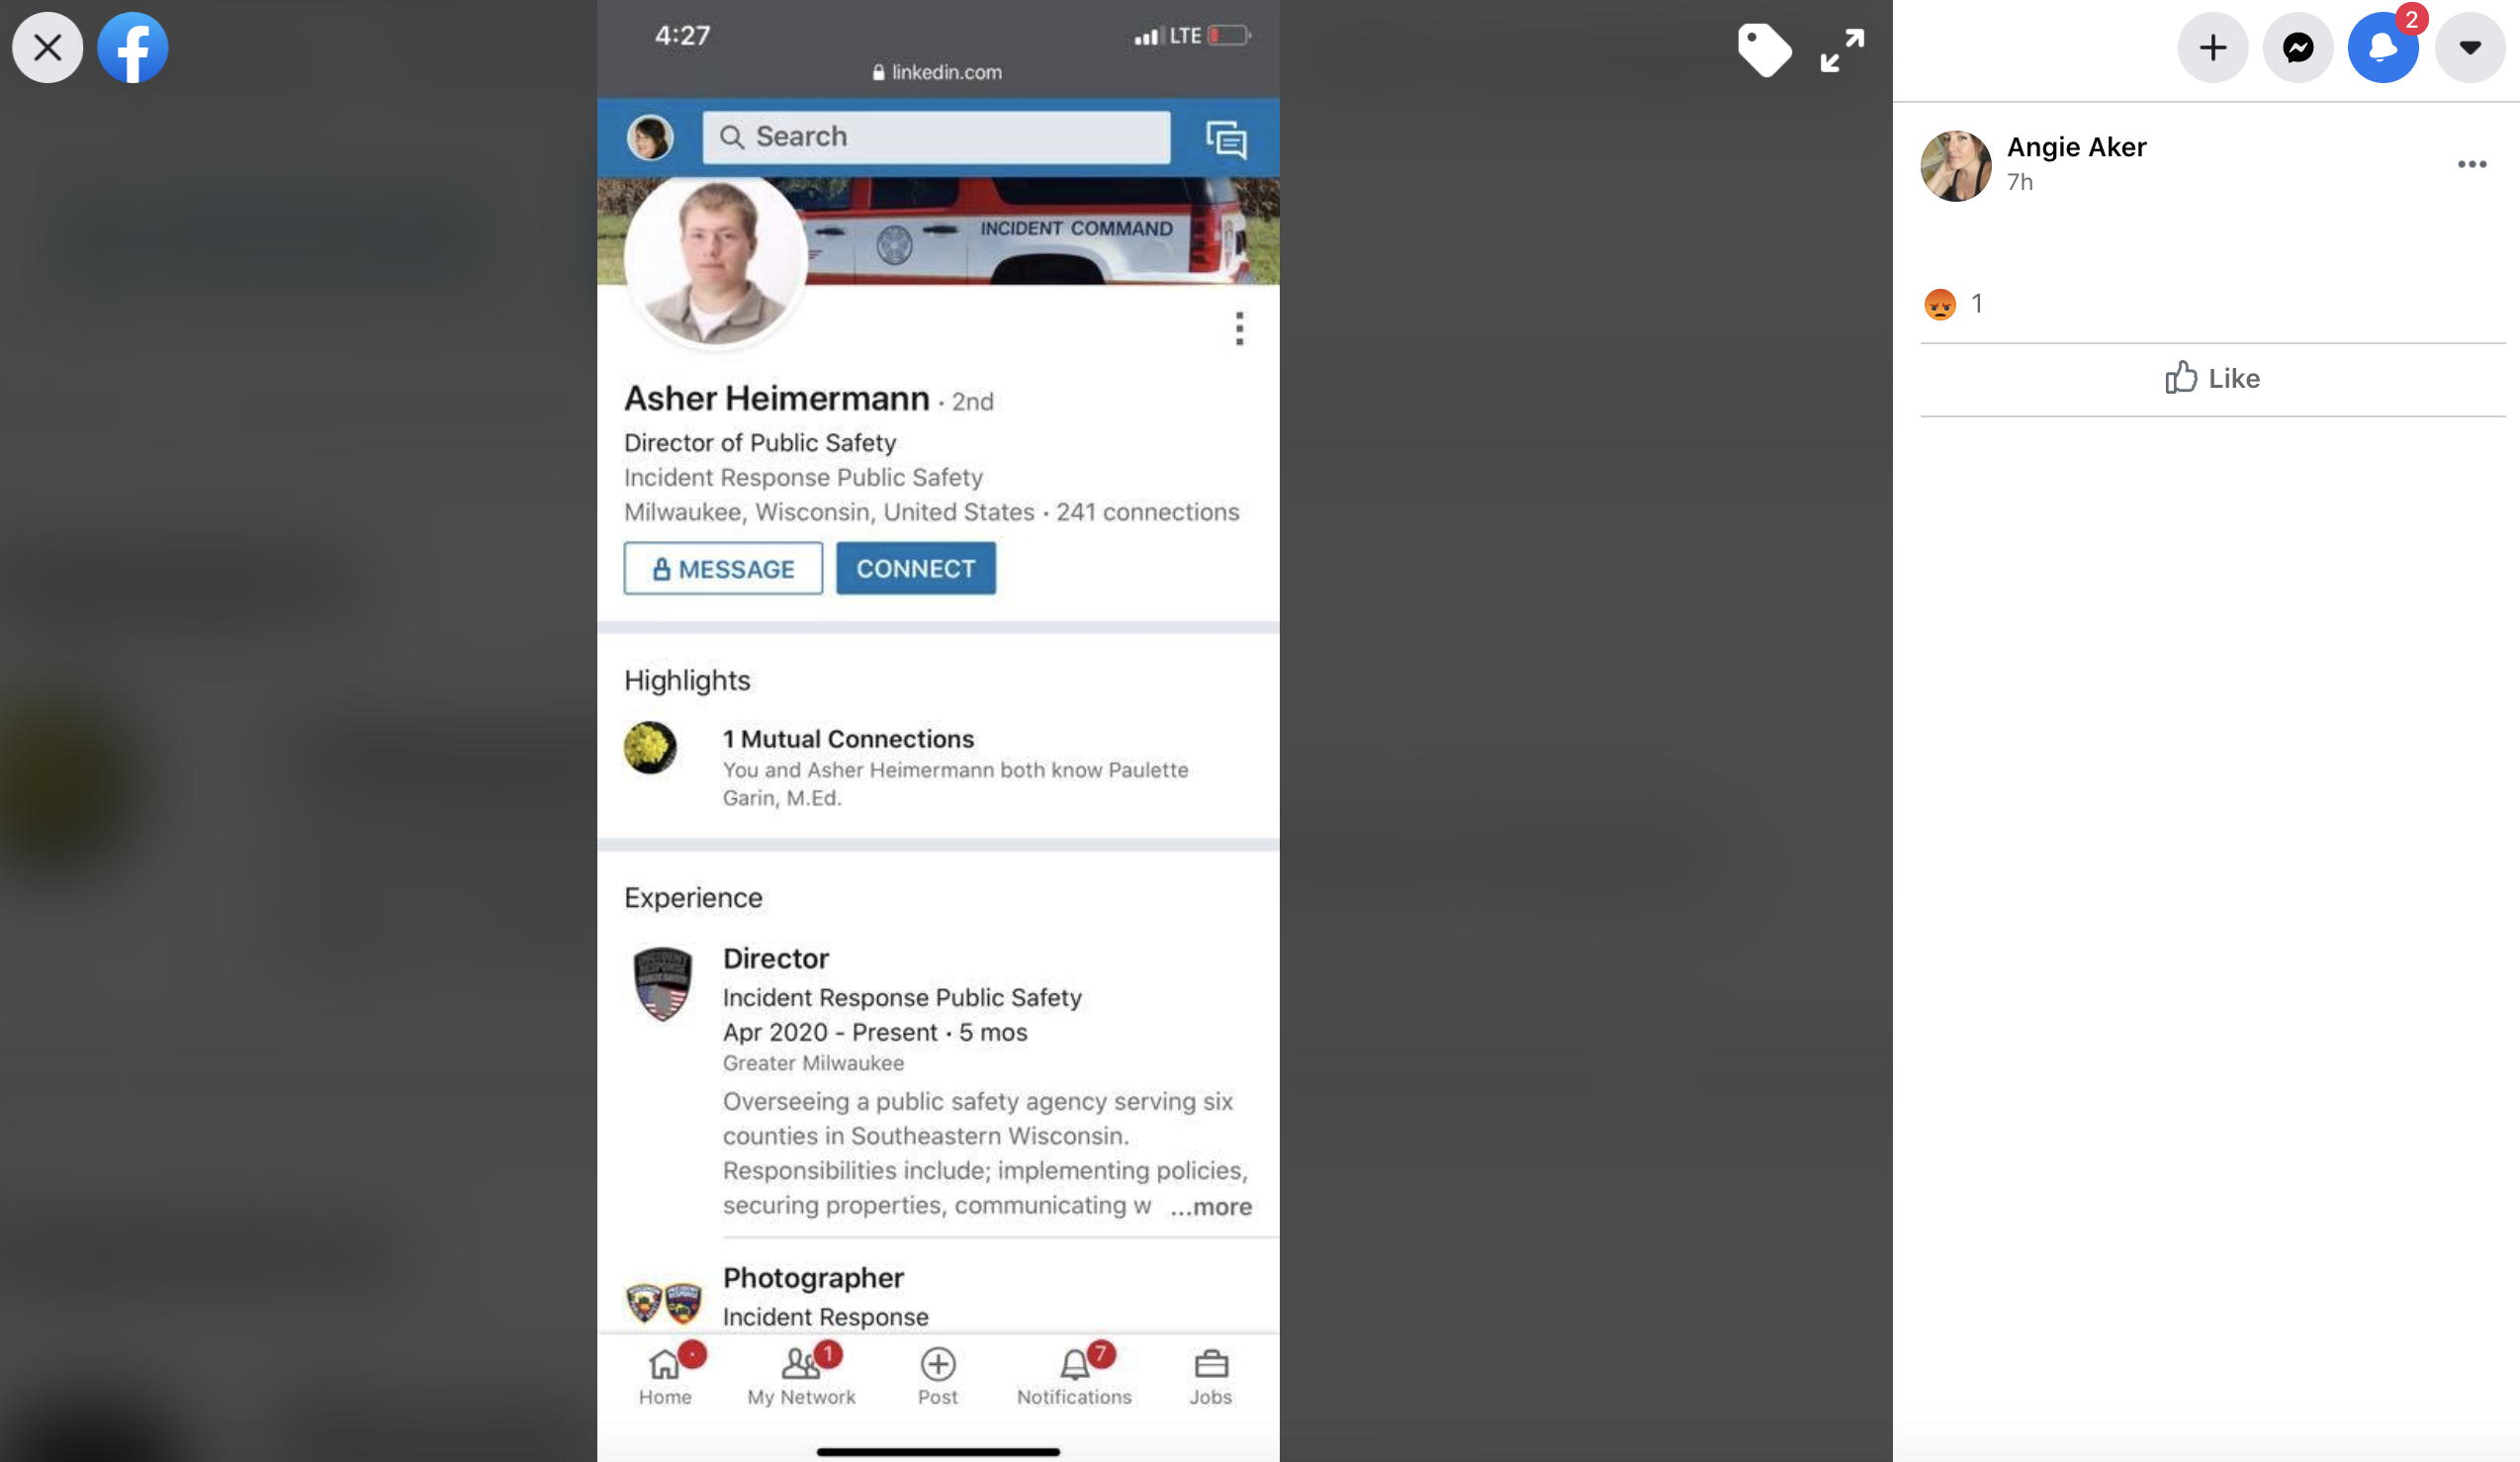 4:27
LTE
linkedin.com
Search
INCIDENT COMMAND
Asher Heimermann · 2nd
Director of Public Safety
Incident Response Public Safety
Milwaukee, Wisconsin, United States · 241 connections
MESSAGE
CONNECT
Highlights
1 Mutual Connections
You and Asher Heimermann both know Paulette
Garin, M.Ed.
Experience
Director
Incident Response Public Safety
Apr 2020 - Present · 5 mos
Greater Milwaukee
Overseeing a public safety agency serving six
counties in Southeastern Wisconsin.
Responsibilities include; implementing policies,
securing properties, communicating w ...more
Photographer
Incident Response
1
7
Home
My Network
Post
Notifications
Jobs
2
Angie Aker
7h
1
Like